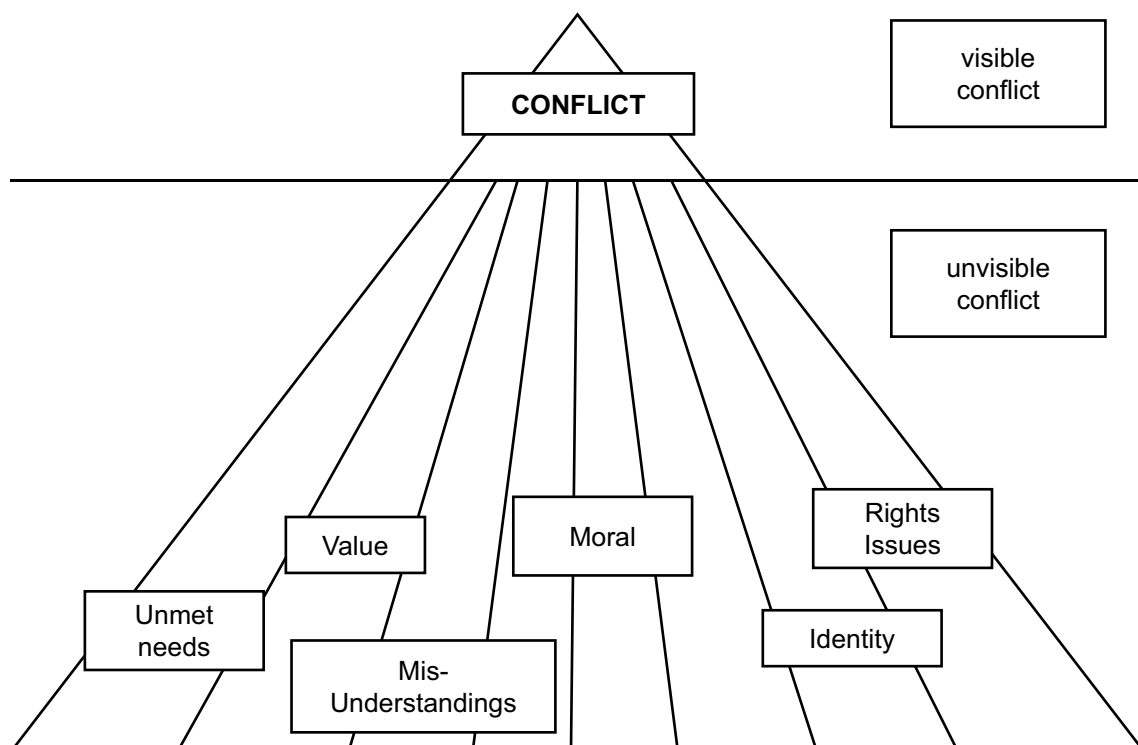 visible
conflict
CONFLICT
unvisible
conflict
Rights
Issues
Moral
Value
Unmet
needs
Identity
Mis-
Understandings